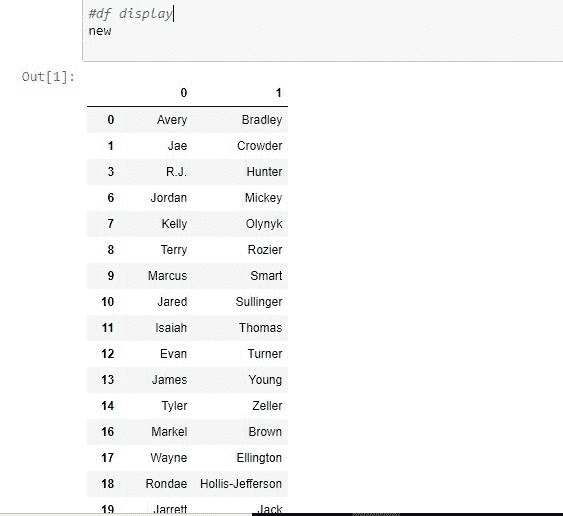 #df display
new
Out[1]:
0 1
0 Avery Bradley
1 Jae Crowder
3 R.J. Hunter
6 Jordan Mickey
7 Kelly Olynyk
8 Terry Rozier
9 Marcus Smart
10 Jared Sullinger
11 Isaiah Thomas
12 Evan Turner
13 James Young
14 Tyler Zeller
16 Markel Brown
17 Wayne Ellington
18 Rondae Hollis-Jefferson
19 Jarrett Jack